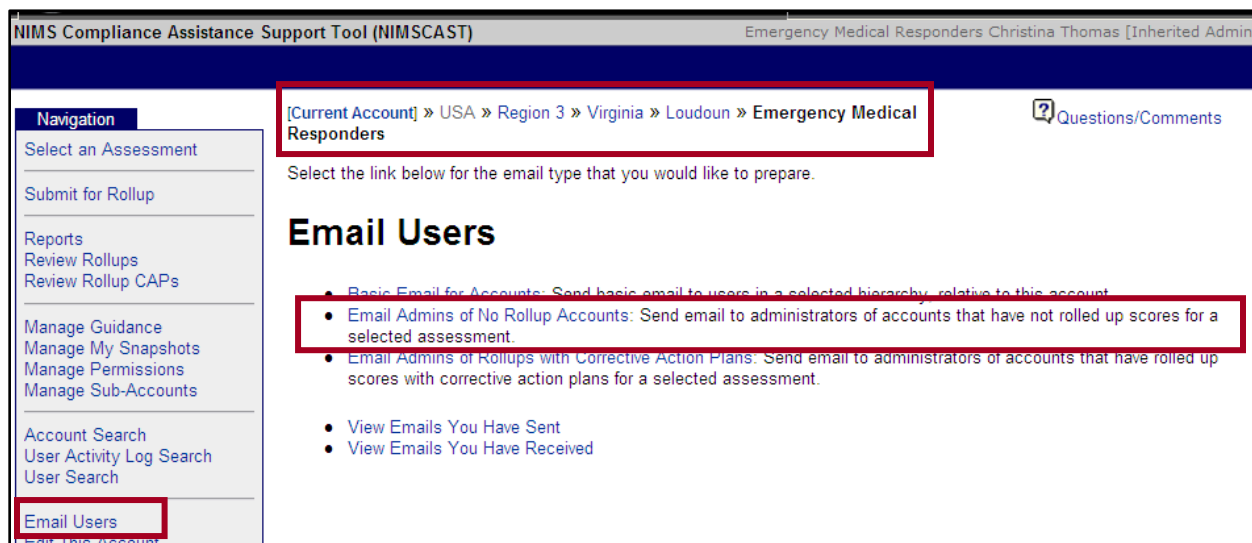 NIMS Compliance Assistance Support Tool (NIMSCAST)
Emergency Medical Responders Christina Thomas [Inherited Admin
Navigation
Select an Assessment
Submit for Rollup
Reports
Review Rollups
Review Rollup CAPs
Manage Guidance
Manage My Snapshots
Manage Permissions
Manage Sub-Accounts
Account Search
User Activity Log Search
User Search
Email Users
Edit This Account
[Current Account] » USA » Region 3 » Virginia » Loudoun » Emergency Medical
Responders
Questions/Comments
Select the link below for the email type that you would like to prepare.
Email Users
• Basic Email for Accounts: Send basic email to users in a selected hierarchy, relative to this account.
• Email Admins of No Rollup Accounts: Send email to administrators of accounts that have not rolled up scores for a
selected assessment.
• Email Admins of Rollups with Corrective Action Plans: Send email to administrators of accounts that have rolled up
scores with corrective action plans for a selected assessment.
• View Emails You Have Sent
• View Emails You Have Received